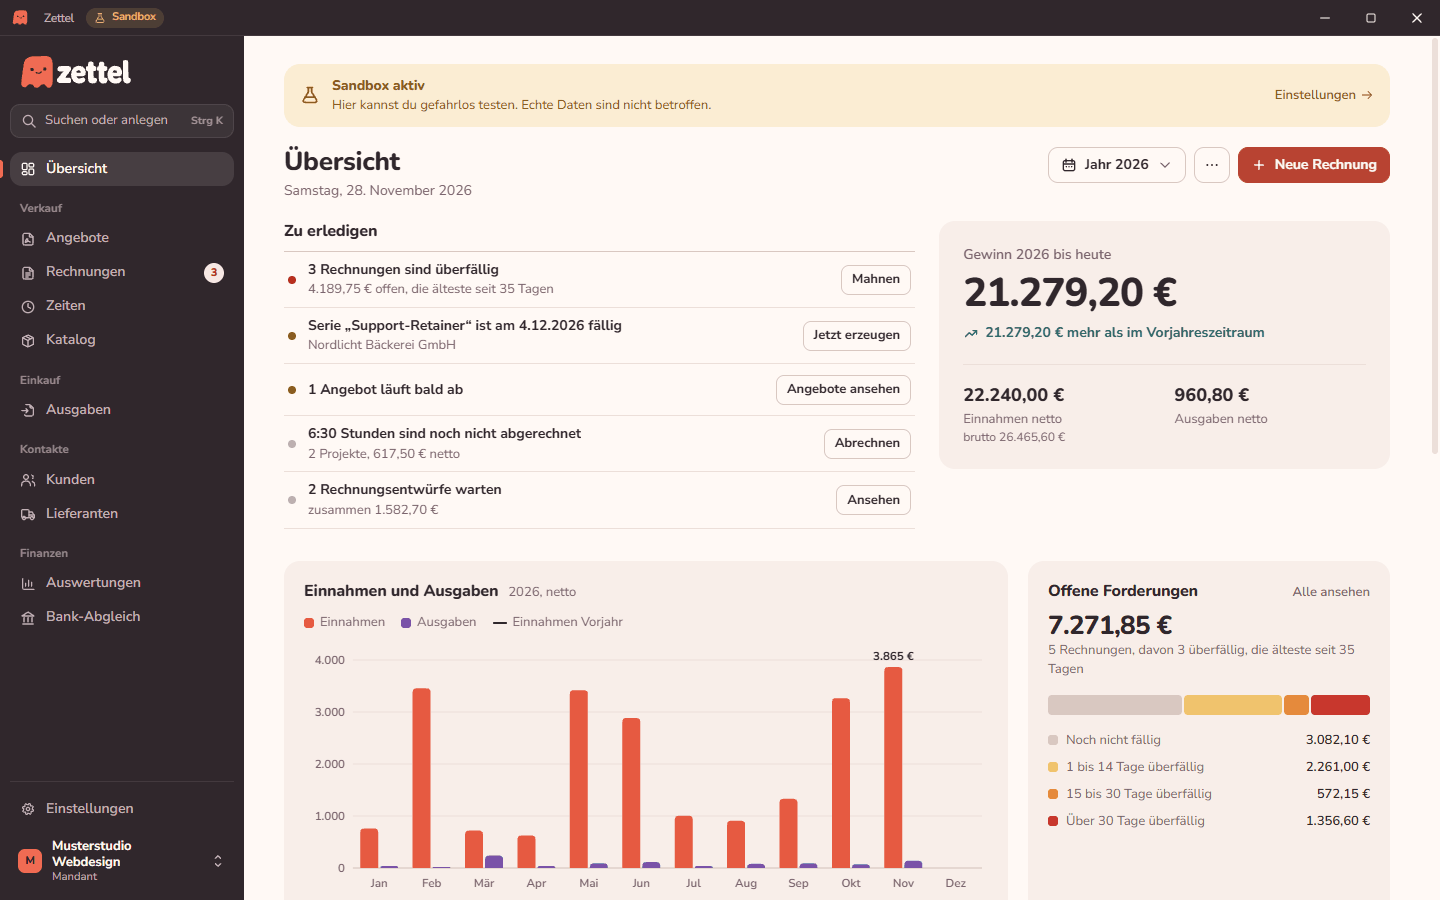 Zettel
Sandbox
zettel
Suchen oder anlegen Strg K
Übersicht
Verkauf
Angebote
Rechnungen 3
Zeiten
Katalog
Einkauf
Ausgaben
Kontakte
Kunden
Lieferanten
Finanzen
Auswertungen
Bank-Abgleich
Einstellungen
M
Musterstudio
Webdesign
Mandant
Sandbox aktiv
Hier kannst du gefahrlos testen. Echte Daten sind nicht betroffen.
Einstellungen →
Übersicht
Samstag, 28. November 2026
Jahr 2026
Neue Rechnung
Zu erledigen
3 Rechnungen sind überfällig
4.189,75 € offen, die älteste seit 35 Tagen
Mahnen
Serie „Support-Retainer“ ist am 4.12.2026 fällig
Nordlicht Bäckerei GmbH
Jetzt erzeugen
1 Angebot läuft bald ab
Angebote ansehen
6:30 Stunden sind noch nicht abgerechnet
2 Projekte, 617,50 € netto
Abrechnen
2 Rechnungsentwürfe warten
zusammen 1.582,70 €
Ansehen
Gewinn 2026 bis heute
21.279,20 €
21.279,20 € mehr als im Vorjahreszeitraum
22.240,00 €
Einnahmen netto
brutto 26.465,60 €
960,80 €
Ausgaben netto
Einnahmen und Ausgaben 2026, netto
Einnahmen Ausgaben Einnahmen Vorjahr
3.865 €
4.000
3.000
2.000
1.000
0
Jan Feb Mär Apr Mai Jun Jul Aug Sep Okt Nov Dez
Offene Forderungen Alle ansehen
7.271,85 €
5 Rechnungen, davon 3 überfällig, die älteste seit 35
Tagen
Noch nicht fällig 3.082,10 €
1 bis 14 Tage überfällig 2.261,00 €
15 bis 30 Tage überfällig 572,15 €
Über 30 Tage überfällig 1.356,60 €